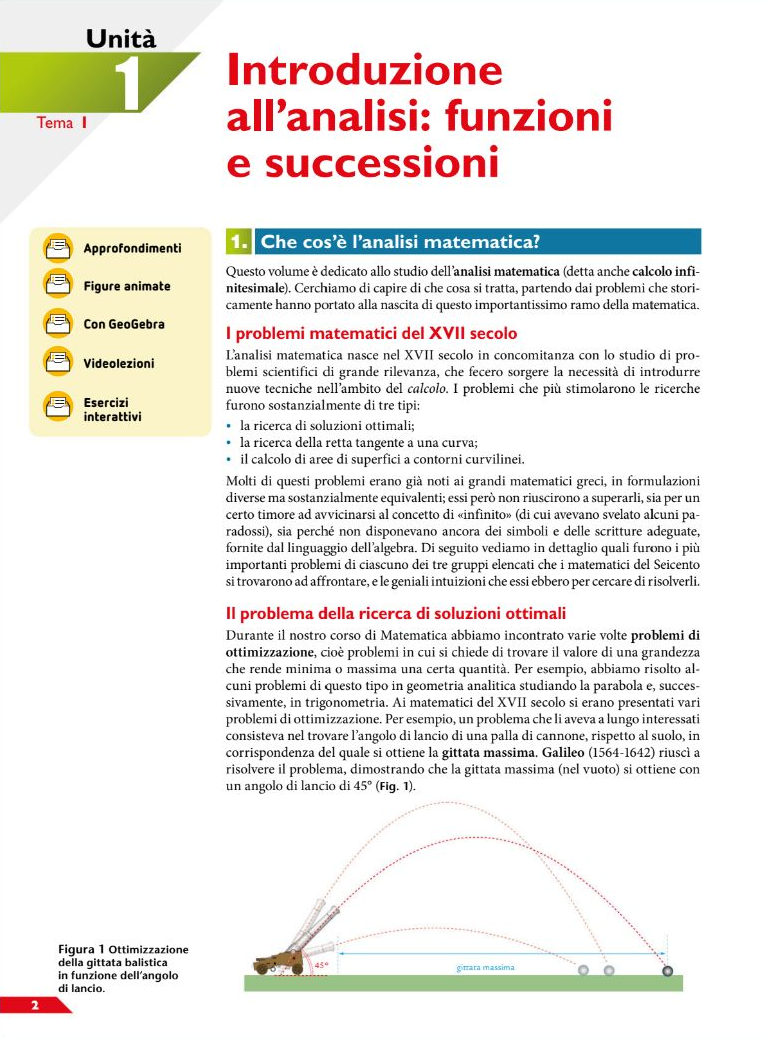 Unità
1
Tema 1
Introduzione
all'analisi: funzioni
e successioni
Approfondimenti
Figure animate
Con GeoGebra
Videolezioni
Esercizi
interattivi
1. Che cos'è l'analisi matematica?
Questo volume è dedicato allo studio dell'analisi matematica (detta anche calcolo infi-
nitesimale). Cerchiamo di capire di che cosa si tratta, partendo dai problemi che stori-
camente hanno portato alla nascita di questo importantissimo ramo della matematica.
I problemi matematici del XVII secolo
L'analisi matematica nasce nel XVII secolo in concomitanza con lo studio di pro-
blemi scientifici di grande rilevanza, che fecero sorgere la necessità di introdurre
nuove tecniche nell'ambito del calcolo. I problemi che più stimolarono le ricerche
furono sostanzialmente di tre tipi:
• la ricerca di soluzioni ottimali;
• la ricerca della retta tangente a una curva;
• il calcolo di aree di superfici a contorni curvilinei.
Molti di questi problemi erano già noti ai grandi matematici greci, in formulazioni
diverse ma sostanzialmente equivalenti; essi però non riuscirono a superarli, sia per un
certo timore ad avvicinarsi al concetto di «infinito» (di cui avevano svelato alcuni pa-
radossi), sia perché non disponevano ancora dei simboli e delle scritture adeguate,
fornite dal linguaggio dell'algebra. Di seguito vediamo in dettaglio quali furono i più
importanti problemi di ciascuno dei tre gruppi elencati che i matematici del Seicento
si trovarono ad affrontare, e le geniali intuizioni che essi ebbero per cercare di risolverli.
Il problema della ricerca di soluzioni ottimali
Durante il nostro corso di Matematica abbiamo incontrato varie volte problemi di
ottimizzazione, cioè problemi in cui si chiede di trovare il valore di una grandezza
che rende minima o massima una certa quantità. Per esempio, abbiamo risolto al-
cuni problemi di questo tipo in geometria analitica studiando la parabola e, succes-
sivamente, in trigonometria. Ai matematici del XVII secolo si erano presentati vari
problemi di ottimizzazione. Per esempio, un problema che li aveva a lungo interessati
consisteva nel trovare l'angolo di lancio di una palla di cannone, rispetto al suolo, in
corrispondenza del quale si ottiene la gittata massima. Galileo (1564-1642) riuscì a
risolvere il problema, dimostrando che la gittata massima (nel vuoto) si ottiene con
un angolo di lancio di 45° (Fig. 1).
45°
gittata massima
Figura 1 Ottimizzazione
della gittata balistica
in funzione dell'angolo
di lancio.
2